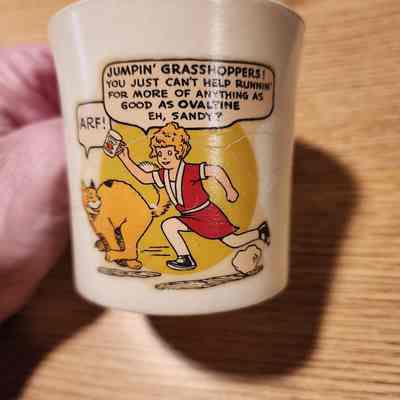 JUMPIN' GRASSHOPPERS!
YOU JUST CAN'T HELP RUNNIN'
FOR MORE OF ANYTHING AS
GOOD AS OVALTINE
EH, SANDY?
ARF!